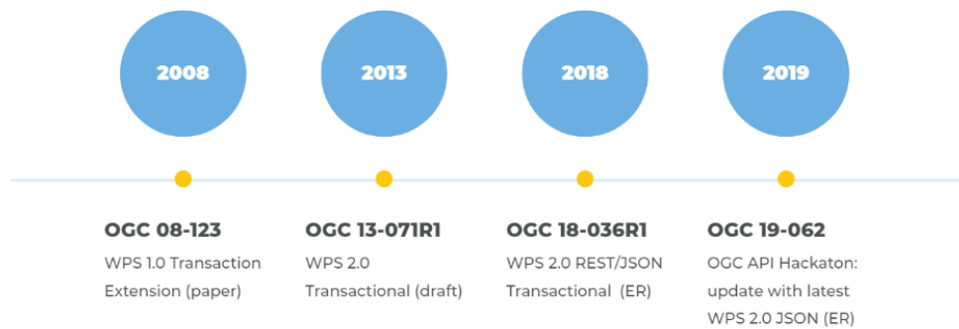 2008
2013
2018
2019
OGC 08-123
WPS 1.0 Transaction
Extension (paper)
OGC 13-071R1
WPS 2.0
Transactional (draft)
OGC 18-036R1
WPS 2.0 REST/JSON
Transactional (ER)
OGC 19-062
OGC API Hackaton:
update with latest
WPS 2.0 JSON (ER)